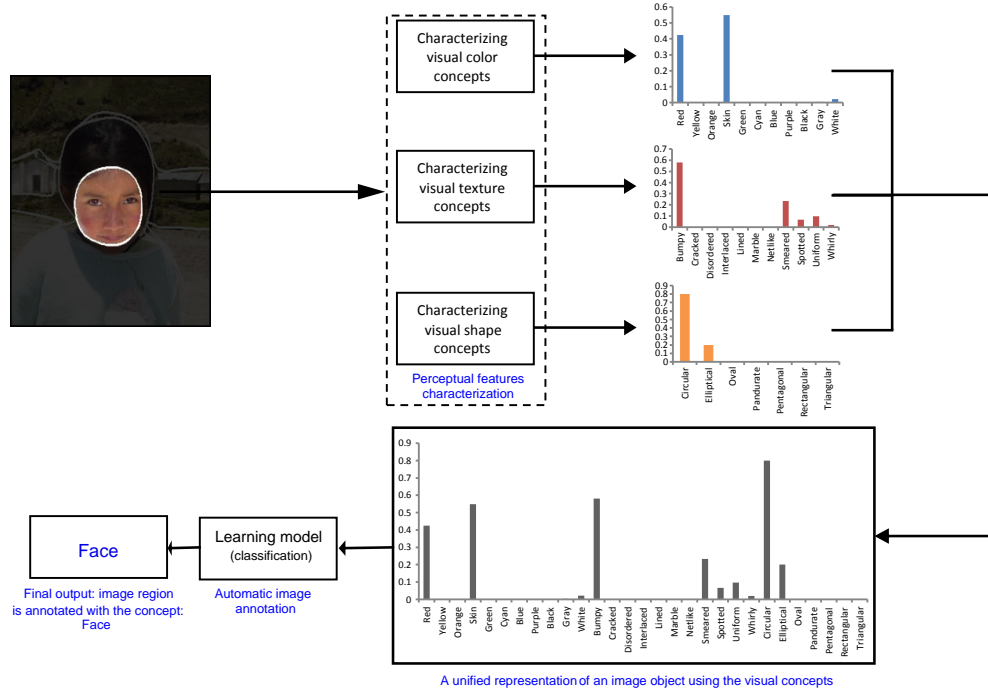 Characterizing
visual color
concepts
0.6
0.5
0.4
0.3
0.2
0.1
0
Red
Yellow
Orange
Skin
Green
Cyan
Blue
Purple
Black
Gray
White
Characterizing
visual texture
concepts
0.7
0.6
0.5
0.4
0.3
0.2
0.1
0
Bumpy
Cracked
Disordered
Interlaced
Lined
Marble
Netlike
Smeared
Spotted
Uniform
Whirly
Characterizing
visual shape
concepts
0.9
0.8
0.7
0.6
0.5
0.4
0.3
0.2
0.1
0
Circular
Elliptical
Oval
Pandurate
Pentagonal
Rectangular
Triangular
Perceptual features
characterization
0.9
0.8
0.7
0.6
0.5
0.4
0.3
0.2
0.1
0
Red
Yellow
Orange
Skin
Green
Cyan
Blue
Purple
Black
Gray
White
Bumpy
Cracked
Disordered
Interlaced
Lined
Marble
Netlike
Smeared
Spotted
Uniform
Whirly
Circular
Elliptical
Oval
Pandurate
Pentagonal
Rectangular
Triangular
A unified representation of an image object using the visual concepts
Learning model
(classification)
Automatic image
annotation
Face
Final output: image region
is annotated with the concept:
Face